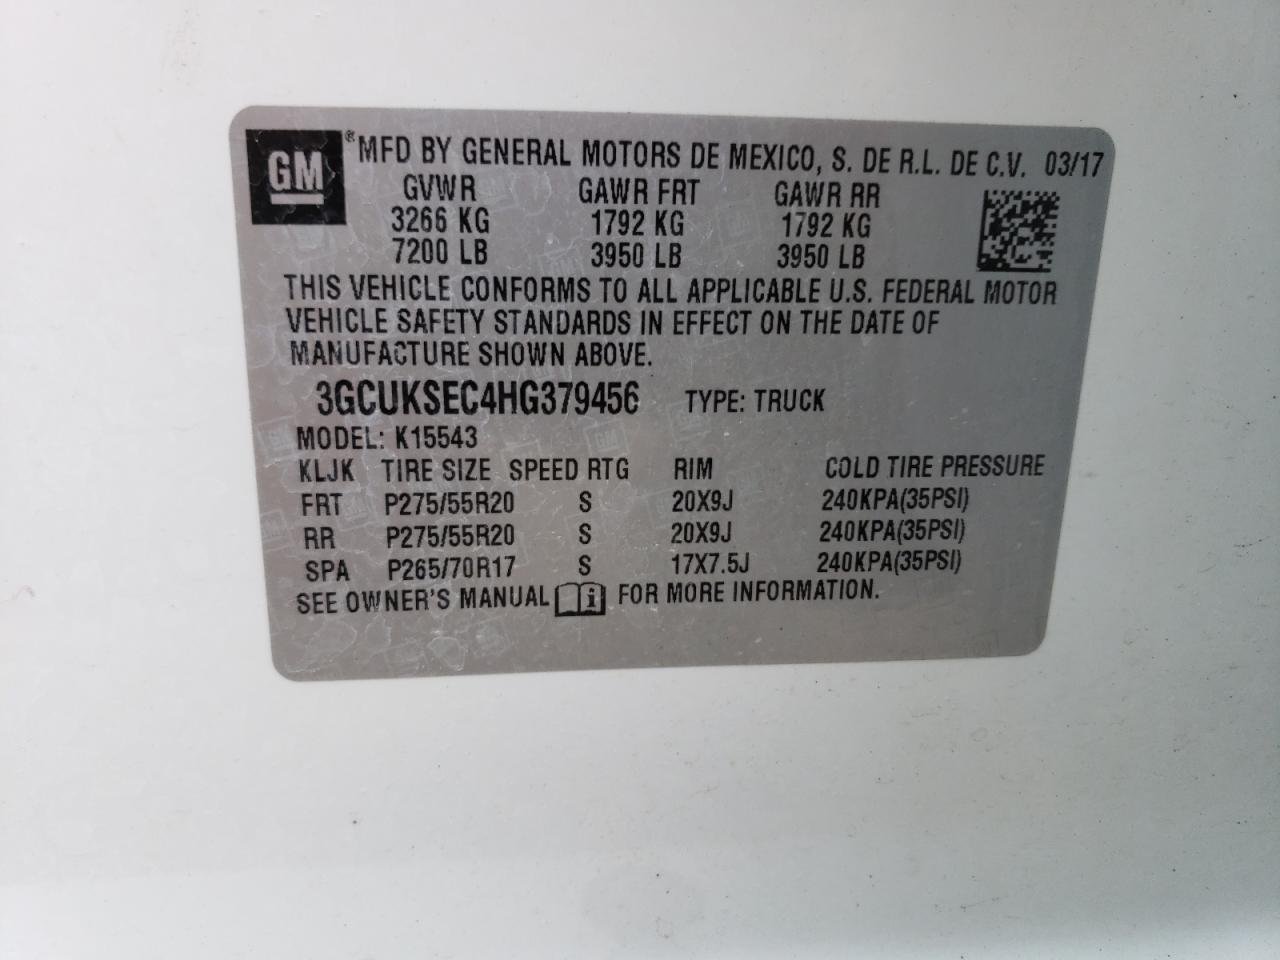 GM ® MFD BY GENERAL MOTORS DE MEXICO, S. DE R.L. DE C.V. 03/17
GVWR GAWR FRT GAWR RR
3266 KG 1792 KG 1792 KG
7200 LB 3950 LB 3950 LB
THIS VEHICLE CONFORMS TO ALL APPLICABLE U.S. FEDERAL MOTOR
VEHICLE SAFETY STANDARDS IN EFFECT ON THE DATE OF
MANUFACTURE SHOWN ABOVE.
3GCUKSEC4HG379456 TYPE: TRUCK
MODEL: K15543
KLJK TIRE SIZE SPEED RTG RIM COLD TIRE PRESSURE
FRT P275/55R20 S 20X9J 240KPA(35PSI)
RR P275/55R20 S 20X9J 240KPA(35PSI)
SPA P265/70R17 S 17X7.5J 240KPA(35PSI)
SEE OWNER'S MANUAL i FOR MORE INFORMATION.